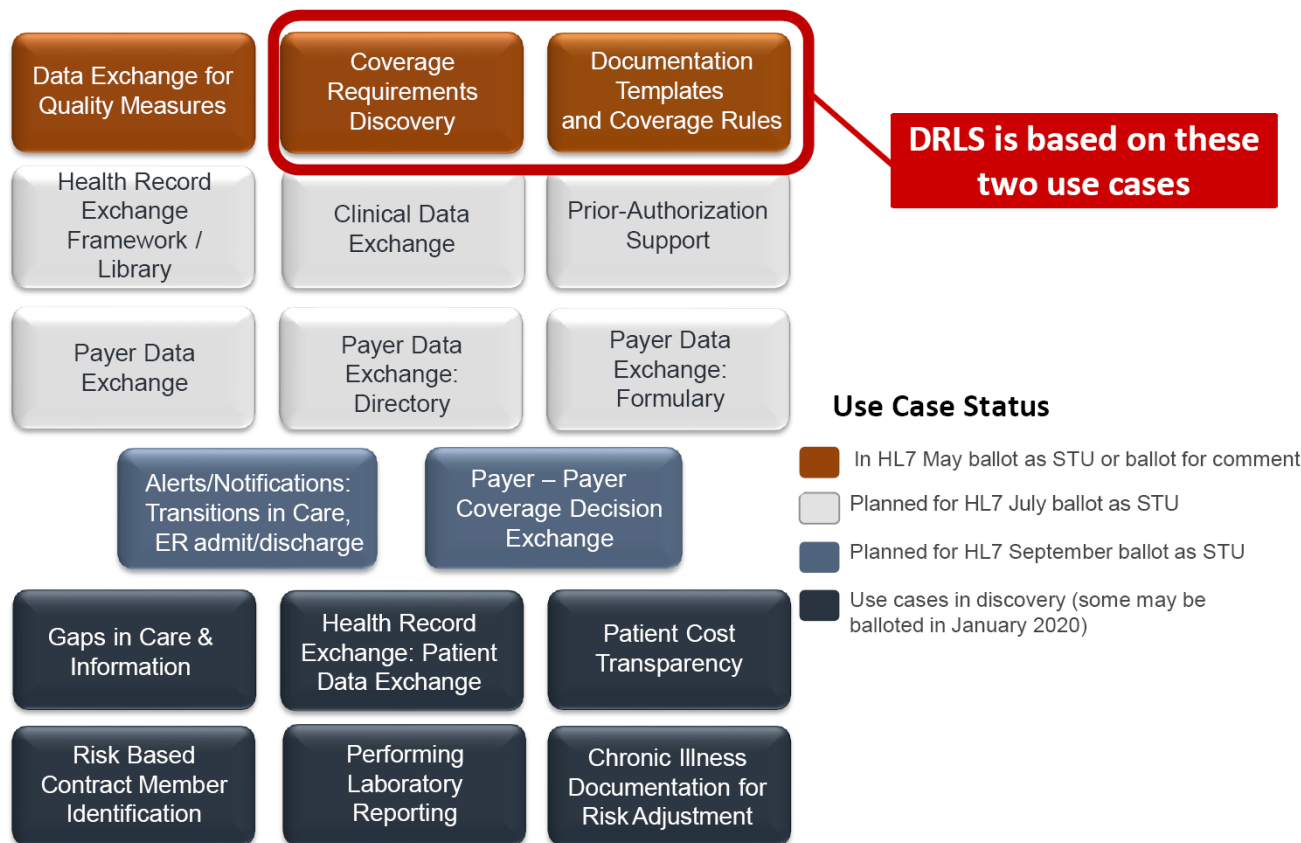 Data Exchange for
Quality Measures
Coverage
Requirements
Discovery
Documentation
Templates
and Coverage Rules
DRLS is based on these
two use cases
Health Record
Exchange
Framework /
Library
Clinical Data
Exchange
Prior-Authorization
Support
Payer Data
Exchange
Payer Data
Exchange:
Directory
Payer Data
Exchange:
Formulary
Alerts/Notifications:
Transitions in Care,
ER admit/discharge
Payer – Payer
Coverage Decision
Exchange
Gaps in Care &
Information
Health Record
Exchange: Patient
Data Exchange
Patient Cost
Transparency
Risk Based
Contract Member
Identification
Performing
Laboratory
Reporting
Chronic Illness
Documentation for
Risk Adjustment
Use Case Status
In HL7 May ballot as STU or ballot for comment
Planned for HL7 July ballot as STU
Planned for HL7 September ballot as STU
Use cases in discovery (some may be
balloted in January 2020)